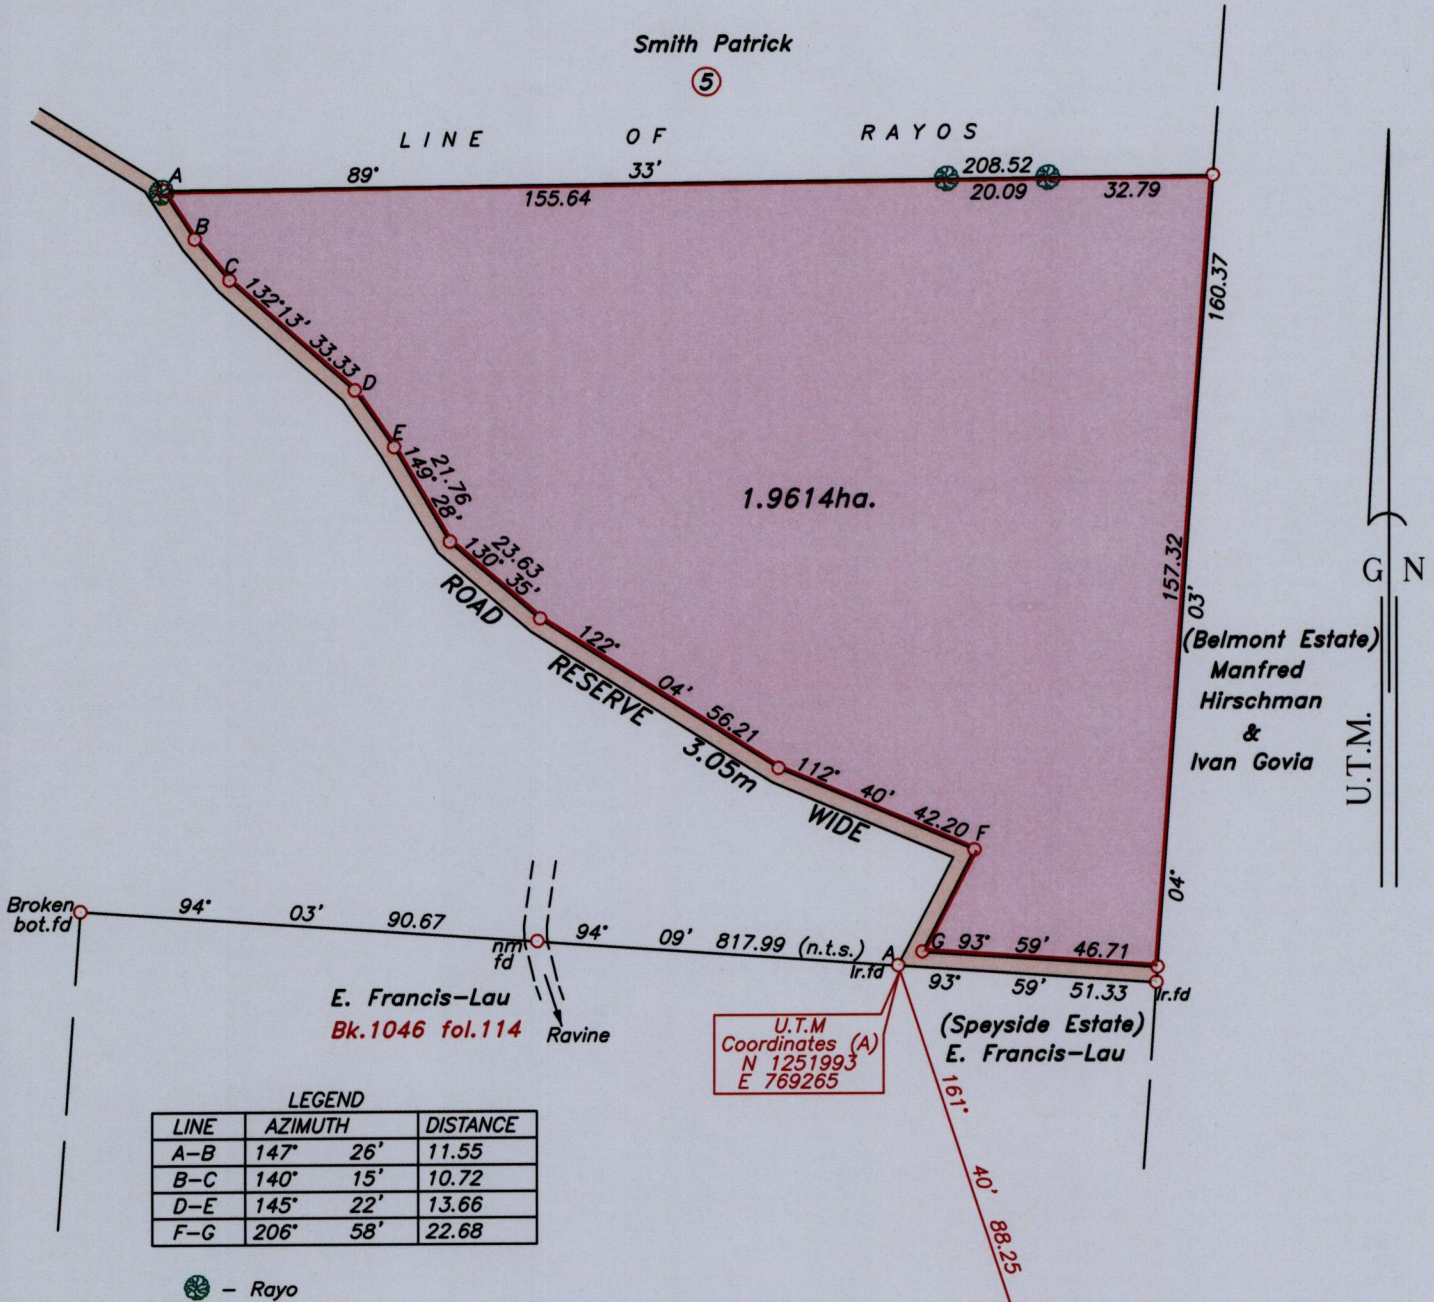 Smith Patrick
5
LINE OF RAYOS
A 89° 33' 208.52
155.64 20.09 32.79
B
C
132°13' 33.33
D
E
21.76
149° 28'
23.63
130° 35'
122° 04' 56.21
112° 40' 42.20 F
ROAD RESERVE 3.05m WIDE
1.9614ha.
160.37
157.32
04° 03'
(Belmont Estate)
Manfred
Hirschman
&
Ivan Govia
G N
U.T.M.
Broken
bot.fd
94° 03' 90.67
nm
fd
94° 09' 817.99 (n.t.s.) A
Ir.fd
G 93° 59' 46.71
93° 59' 51.33
Ir.fd
E. Francis-Lau
Bk.1046 fol.114
Ravine
U.T.M
Coordinates (A)
N 1251993
E 769265
(Speyside Estate)
E. Francis-Lau
161° 40' 88.25
LEGEND
LINE AZIMUTH DISTANCE
A-B 147° 26' 11.55
B-C 140° 15' 10.72
D-E 145° 22' 13.66
F-G 206° 58' 22.68
- Rayo